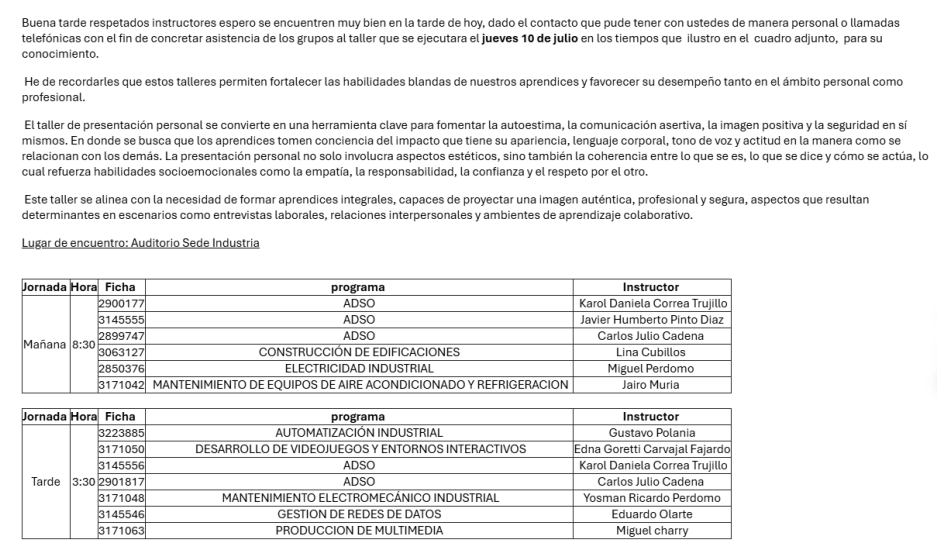 Buena tarde respetados instructores espero se encuentren muy bien en la tarde de hoy, dado el contacto que pude tener con ustedes de manera personal o llamadas
telefónicas con el fin de concretar asistencia de los grupos al taller que se ejecutara el jueves 10 de julio en los tiempos que ilustro en el cuadro adjunto, para su
conocimiento.
He de recordarles que estos talleres permiten fortalecer las habilidades blandas de nuestros aprendices y favorecer su desempeño tanto en el ámbito personal como
profesional.
El taller de presentación personal se convierte en una herramienta clave para fomentar la autoestima, la comunicación asertiva, la imagen positiva y la seguridad en sí
mismos. En donde se busca que los aprendices tomen conciencia del impacto que tiene su apariencia, lenguaje corporal, tono de voz y actitud en la manera como se
relacionan con los demás. La presentación personal no solo involucra aspectos estéticos, sino también la coherencia entre lo que se es, lo que se dice y cómo se actúa, lo
cual refuerza habilidades socioemocionales como la empatía, la responsabilidad, la confianza y el respeto por el otro.
Este taller se alinea con la necesidad de formar aprendices integrales, capaces de proyectar una imagen auténtica, profesional y segura, aspectos que resultan
determinantes en escenarios como entrevistas laborales, relaciones interpersonales y ambientes de aprendizaje colaborativo.
Lugar de encuentro: Auditorio Sede Industria
Jornada Hora Ficha programa Instructor
2900177 ADSO Karol Daniela Correa Trujillo
3145555 ADSO Javier Humberto Pinto Diaz
2899747 ADSO Carlos Julio Cadena
Mañana 8:30 3063127 CONSTRUCCIÓN DE EDIFICACIONES Lina Cubillos
2850376 ELECTRICIDAD INDUSTRIAL Miguel Perdomo
3171042 MANTENIMIENTO DE EQUIPOS DE AIRE ACONDICIONADO Y REFRIGERACION Jairo Muria
Jornada Hora Ficha programa Instructor
3223885 AUTOMATIZACIÓN INDUSTRIAL Gustavo Polania
3171050 DESARROLLO DE VIDEOJUEGOS Y ENTORNOS INTERACTIVOS Edna Goretti Carvajal Fajardo
3145556 ADSO Karol Daniela Correa Trujillo
Tarde 3:30 2901817 ADSO Carlos Julio Cadena
3171048 MANTENIMIENTO ELECTROMECÁNICO INDUSTRIAL Yosman Ricardo Perdomo
3145546 GESTION DE REDES DE DATOS Eduardo Olarte
3171063 PRODUCCION DE MULTIMEDIA Miguel charry